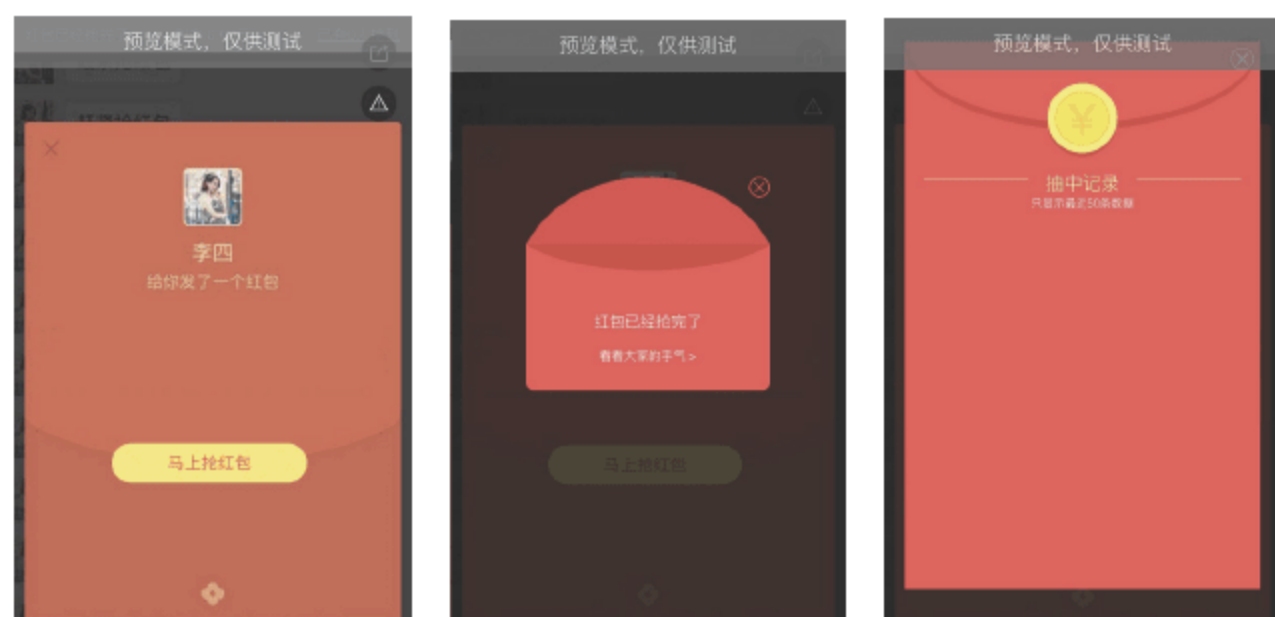 预览模式，仅供测试
李四
给你发了一个红包
马上抢红包
预览模式，仅供测试
红包已经抢完了
看看大家的手气>
马上抢红包
预览模式，仅供测试
抽中记录
只显示最近50条数据